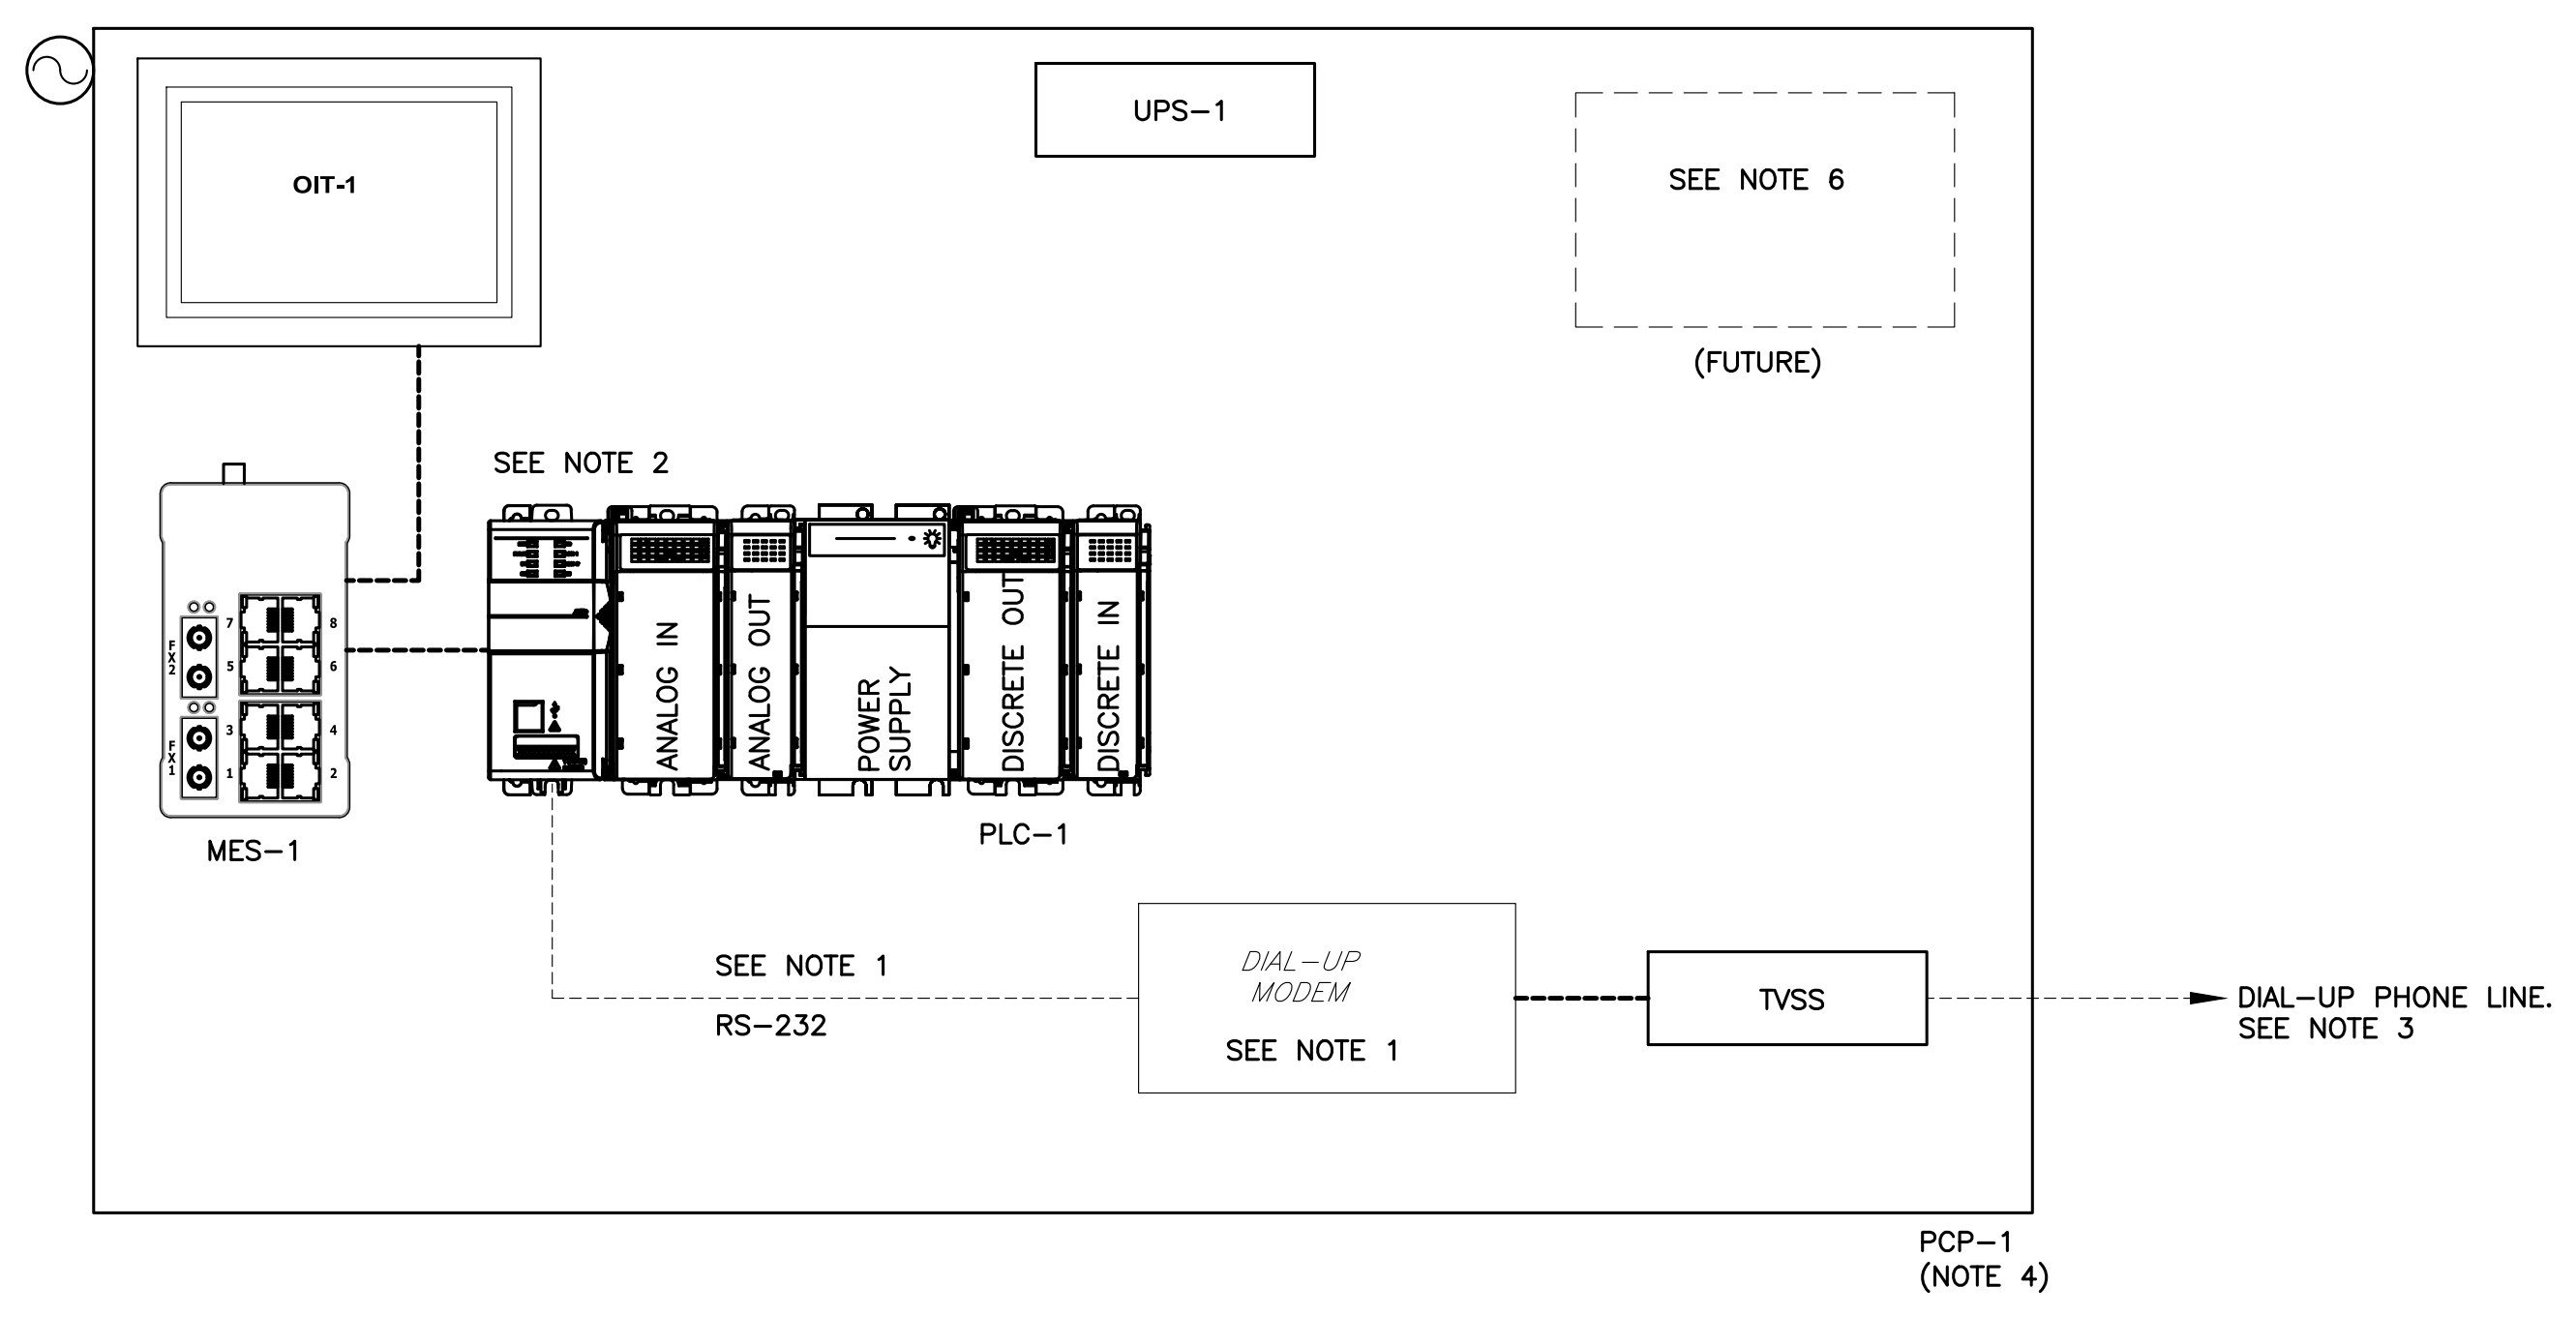 OIT-1
UPS-1
SEE NOTE 6
(FUTURE)
SEE NOTE 2
7
8
FX2
5
6
3
4
FX1
1
2
MES-1
ANALOG IN
ANALOG OUT
POWER
SUPPLY
DISCRETE OUT
DISCRETE IN
PLC-1
SEE NOTE 1
RS-232
DIAL-UP
MODEM
SEE NOTE 1
TVSS
DIAL-UP PHONE LINE.
SEE NOTE 3
PCP-1
(NOTE 4)